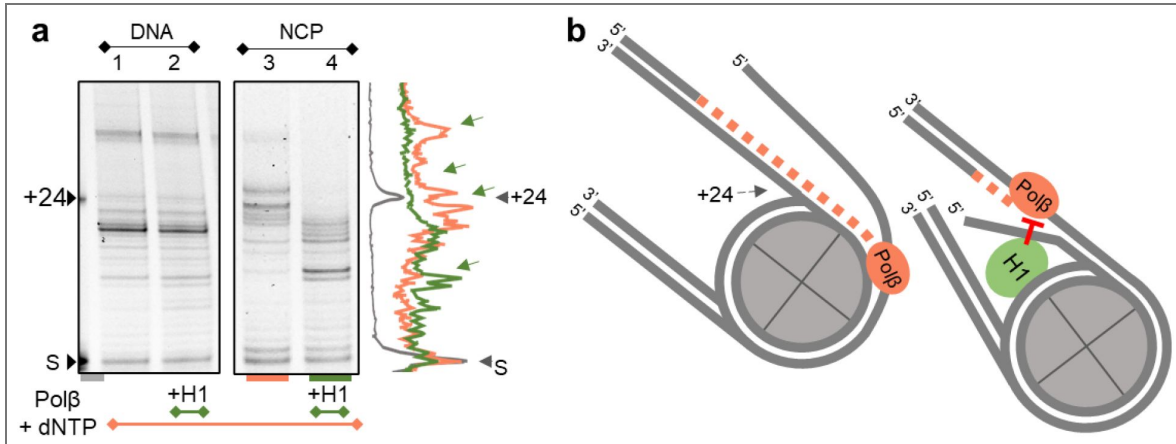 a
DNA
NCP
1 2 3 4
+24
+24
S
S
+H1
+H1
Polβ
+ dNTP
b
5'
3'
5'
+24
3'
5'
Polβ
3'
5'
5'
3'
5'
Polβ
H1